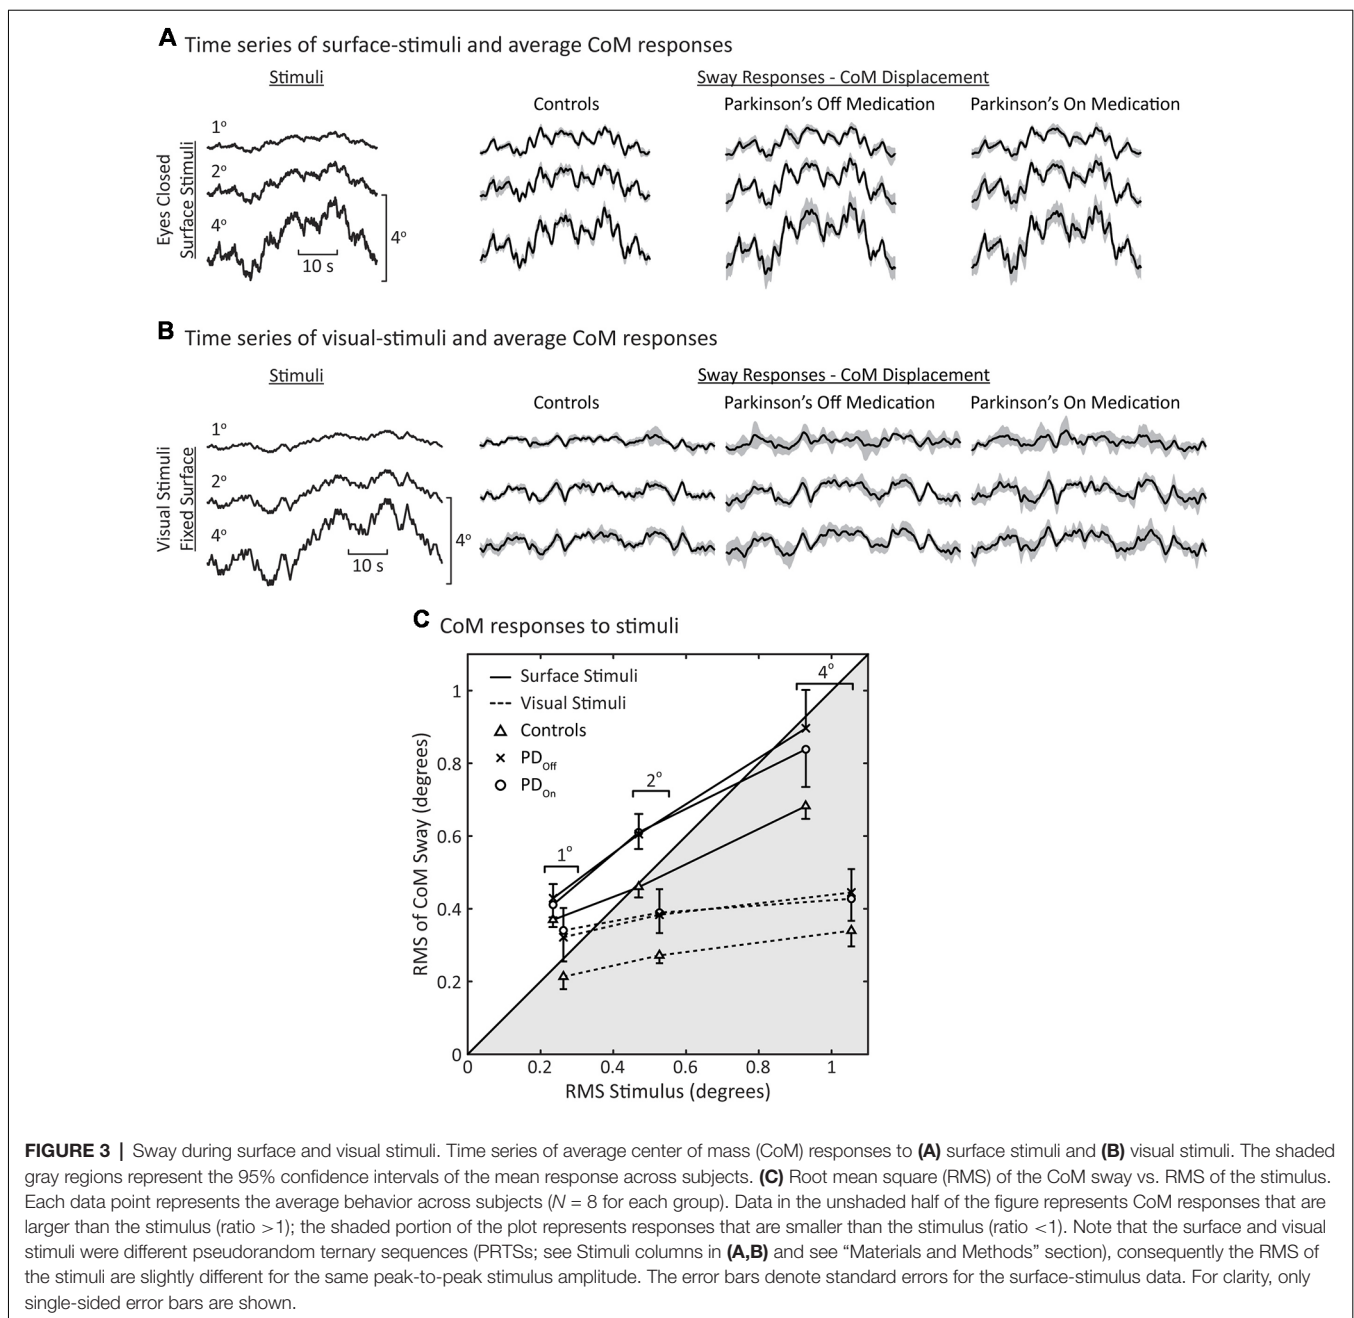 A Time series of surface-stimuli and average CoM responses
Stimuli
Sway Responses - CoM Displacement
Controls
Parkinson's Off Medication
Parkinson's On Medication
Eyes Closed
Surface Stimuli
1°
2°
4°
10 s
4°
B Time series of visual-stimuli and average CoM responses
Stimuli
Sway Responses - CoM Displacement
Controls
Parkinson's Off Medication
Parkinson's On Medication
Visual Stimuli
Fixed Surface
1°
2°
4°
10 s
4°
C CoM responses to stimuli
Surface Stimuli
Visual Stimuli
Controls
PDOff
PDOn
1°
2°
4°
RMS of CoM Sway (degrees)
1
0.8
0.6
0.4
0.2
0
0 0.2 0.4 0.6 0.8 1
RMS Stimulus (degrees)
FIGURE 3 | Sway during surface and visual stimuli. Time series of average center of mass (CoM) responses to (A) surface stimuli and (B) visual stimuli. The shaded
gray regions represent the 95% confidence intervals of the mean response across subjects. (C) Root mean square (RMS) of the CoM sway vs. RMS of the stimulus.
Each data point represents the average behavior across subjects (N = 8 for each group). Data in the unshaded half of the figure represents CoM responses that are
larger than the stimulus (ratio >1); the shaded portion of the plot represents responses that are smaller than the stimulus (ratio <1). Note that the surface and visual
stimuli were different pseudorandom ternary sequences (PRTSs; see Stimuli columns in (A,B) and see "Materials and Methods" section), consequently the RMS of
the stimuli are slightly different for the same peak-to-peak stimulus amplitude. The error bars denote standard errors for the surface-stimulus data. For clarity, only
single-sided error bars are shown.